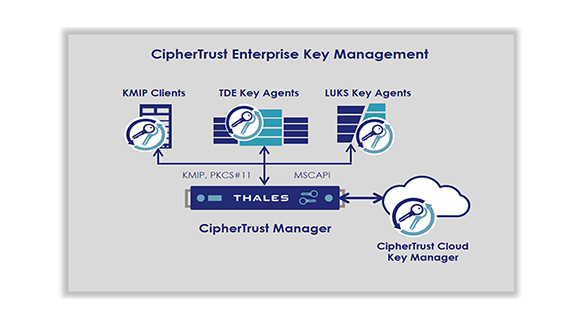 CipherTrust Enterprise Key Management
KMIP Clients
TDE Key Agents
LUKS Key Agents
KMIP, PKCS#11
MSCAPI
THALES
CipherTrust Manager
CipherTrust Cloud
Key Manager